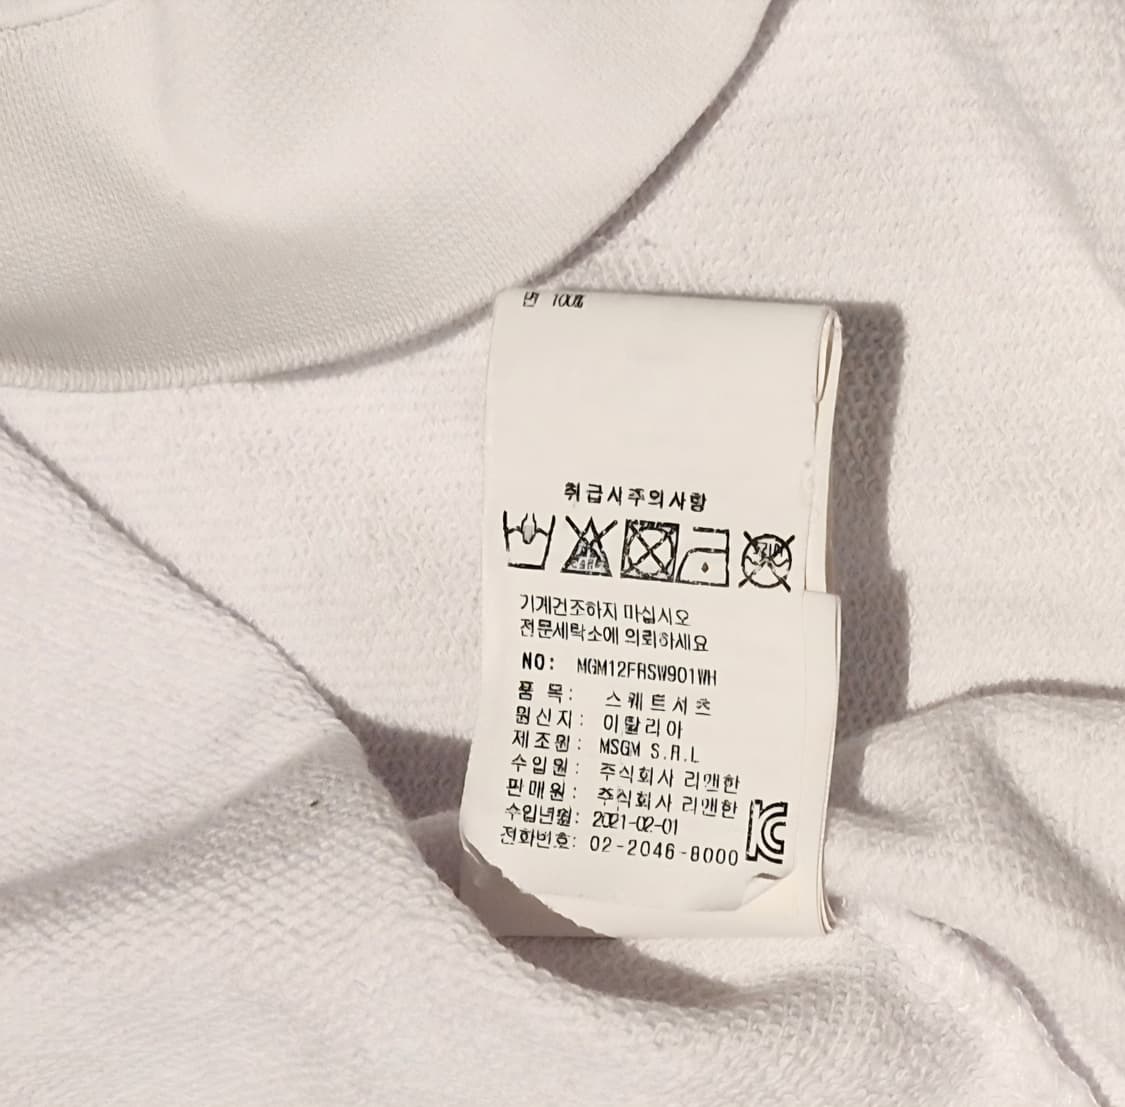 면 100%
취급시주의사항
기계건조하지 마십시오
전문세탁소에 의뢰하세요
NO: MGM12FRSW901WH
품 목: 스웨트셔츠
원산지: 이탈리아
제조원: MSGM S.R.L
수입원: 주식회사 리앤한
판매원: 주식회사 리앤한
수입년월: 2021-02-01
전화번호: 02-2046-8000